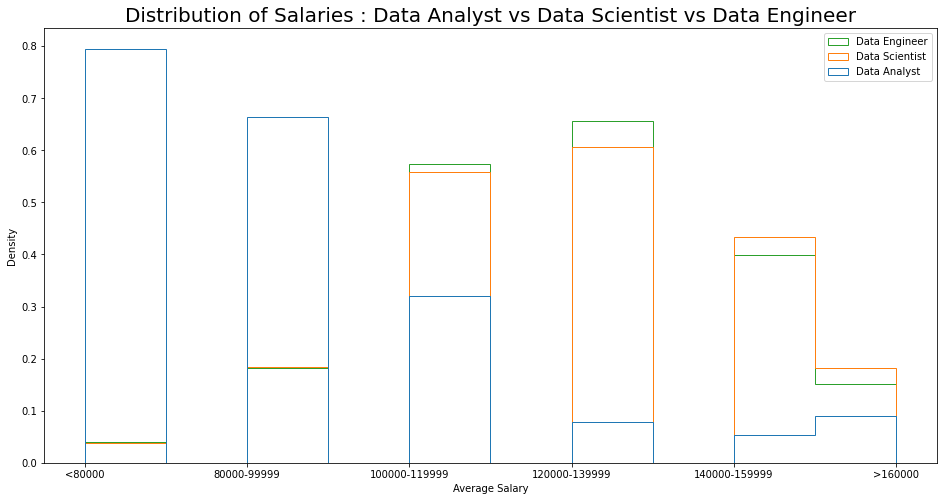 Distribution of Salaries : Data Analyst vs Data Scientist vs Data Engineer
Data Engineer
Data Scientist
Data Analyst
0.8
0.7
0.6
0.5
0.4
0.3
0.2
0.1
0.0
Density
<80000 80000-99999 100000-119999 120000-139999 140000-159999 >160000
Average Salary